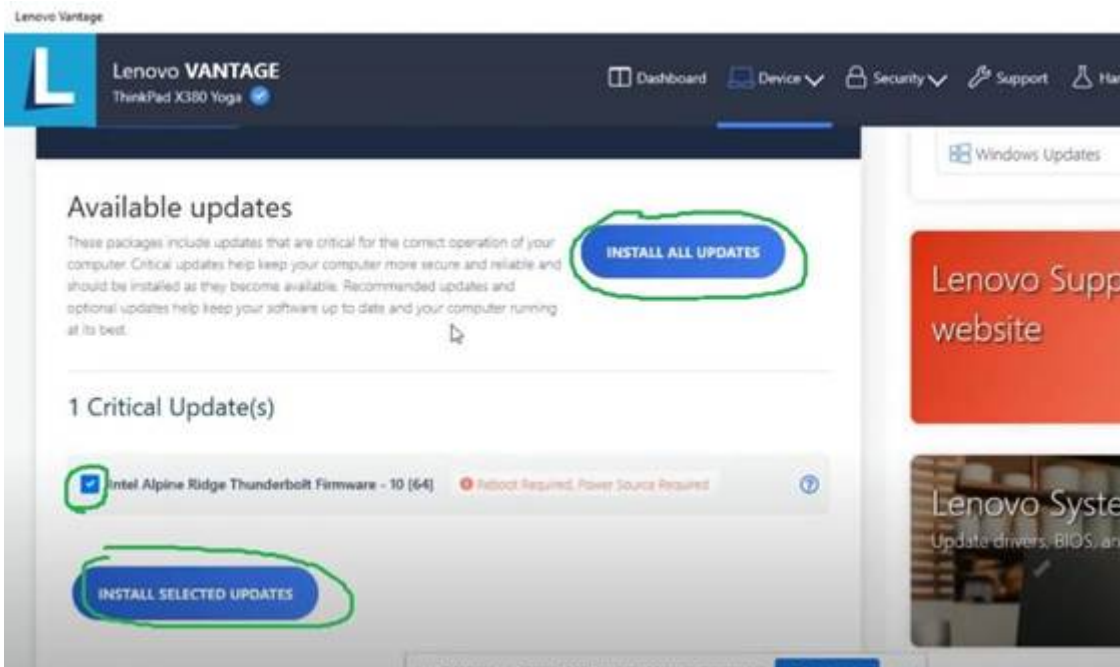 Lenovo Vantage
Lenovo VANTAGE
ThinkPad X380 Yoga
Dashboard
Device
Security
Support
Har
Windows Updates
Available updates
These packages include updates that are critical for the correct operation of your
computer. Critical updates help keep your computer more secure and reliable and
should be installed as they become available. Recommended updates and
optional updates help keep your software up to date and your computer running
at its best.
INSTALL ALL UPDATES
1 Critical Update(s)
Intel Alpine Ridge Thunderbolt Firmware - 10 [64]
Reboot Required, Power Source Required
INSTALL SELECTED UPDATES
Lenovo Supp
website
Lenovo Syste
Update drivers, BIOS, an